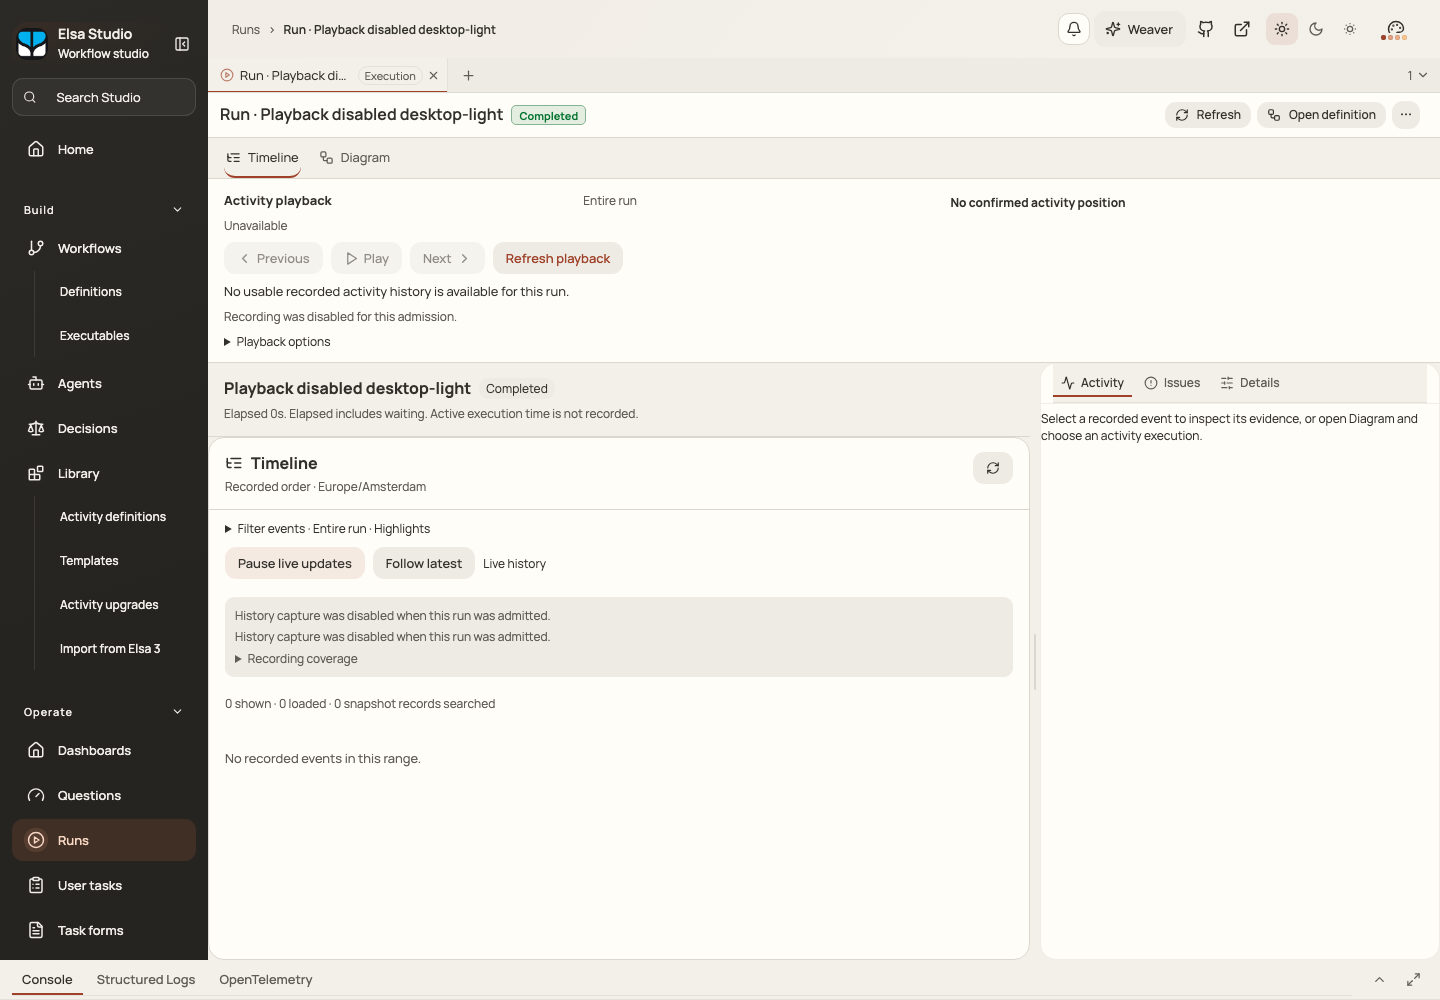 Elsa Studio
Workflow studio
Search Studio
Home
Build
Workflows
Definitions
Executables
Agents
Decisions
Library
Activity definitions
Templates
Activity upgrades
Import from Elsa 3
Operate
Dashboards
Questions
Runs
User tasks
Task forms
Runs › Run · Playback disabled desktop-light
Weaver
Run · Playback di... Execution
1
Run · Playback disabled desktop-light Completed
Refresh Open definition
Timeline Diagram
Activity playback Entire run No confirmed activity position
Unavailable
Previous Play Next Refresh playback
No usable recorded activity history is available for this run.
Recording was disabled for this admission.
Playback options
Playback disabled desktop-light Completed
Elapsed 0s. Elapsed includes waiting. Active execution time is not recorded.
Timeline
Recorded order · Europe/Amsterdam
Filter events · Entire run · Highlights
Pause live updates Follow latest Live history
History capture was disabled when this run was admitted.
History capture was disabled when this run was admitted.
Recording coverage
0 shown · 0 loaded · 0 snapshot records searched
No recorded events in this range.
Activity Issues Details
Select a recorded event to inspect its evidence, or open Diagram and
choose an activity execution.
Console Structured Logs OpenTelemetry